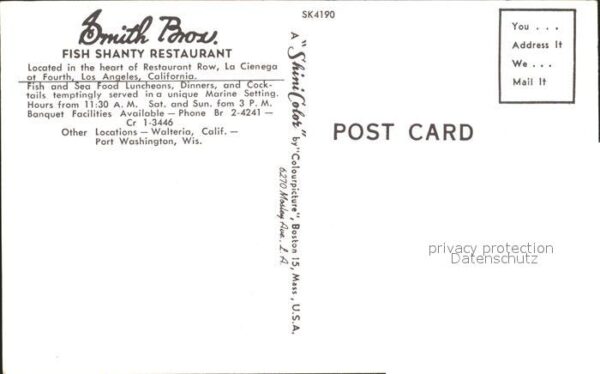 Smith Bros.
FISH SHANTY RESTAURANT
Located in the heart of Restaurant Row, La Cienega
at Fourth, Los Angeles, California.
Fish and Sea Food Luncheons, Dinners, and Cock-
tails temptingly served in a unique Marine Setting.
Hours from 11:30 A. M. Sat. and Sun. fom 3 P. M.
Banquet Facilities Available — Phone Br 2-4241 —
Cr 1-3446
Other Locations — Walteria, Calif. —
Port Washington, Wis.
SK4190
A "ShiniColor" by "Colourpicture", Boston 15, Mass., U.S.A.
6270 Mosley Ave. L. A.
POST CARD
You . . .
Address It
We . . .
Mail It
privacy protection
Datenschutz